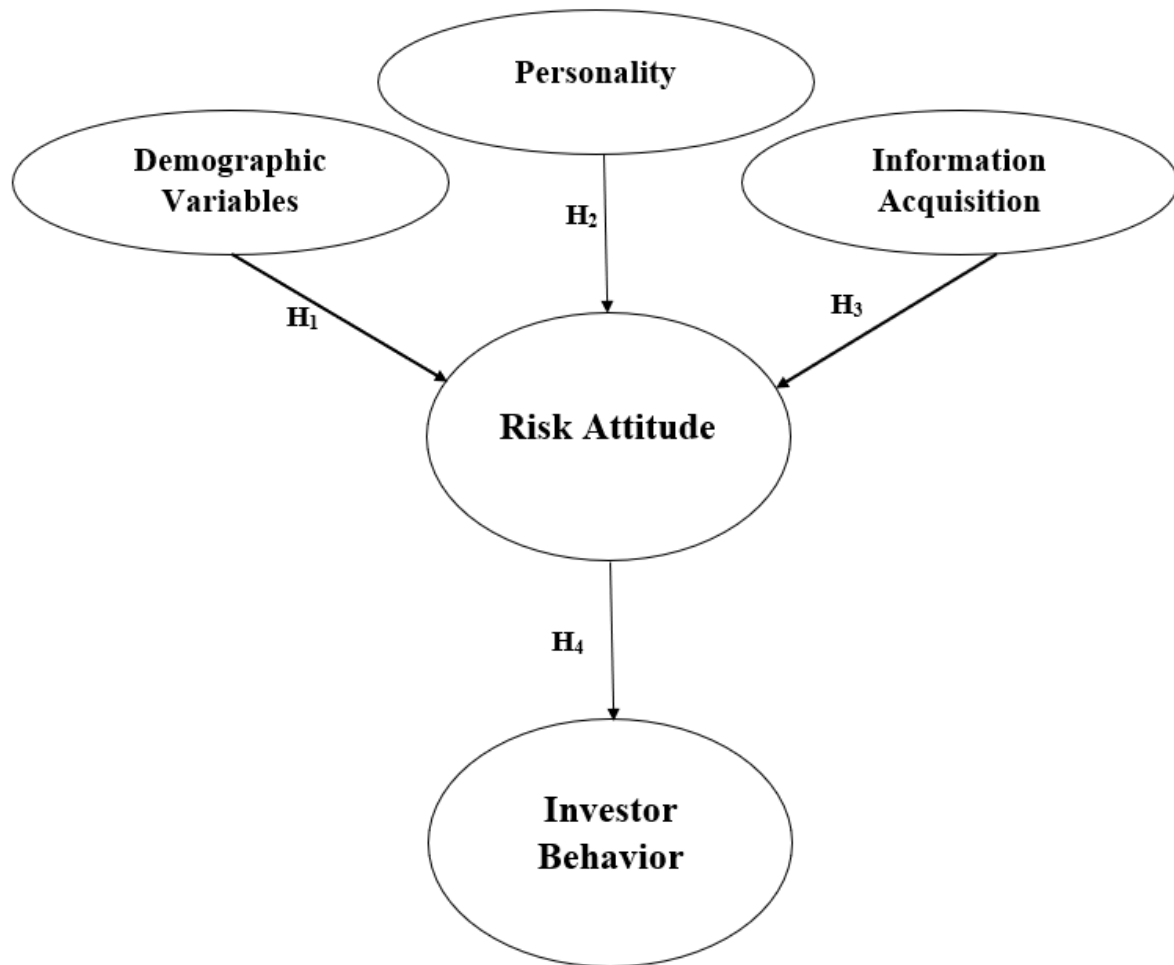 Personality
Demographic
Variables
Information
Acquisition
H₂
H₁
H₃
Risk Attitude
H₄
Investor
Behavior